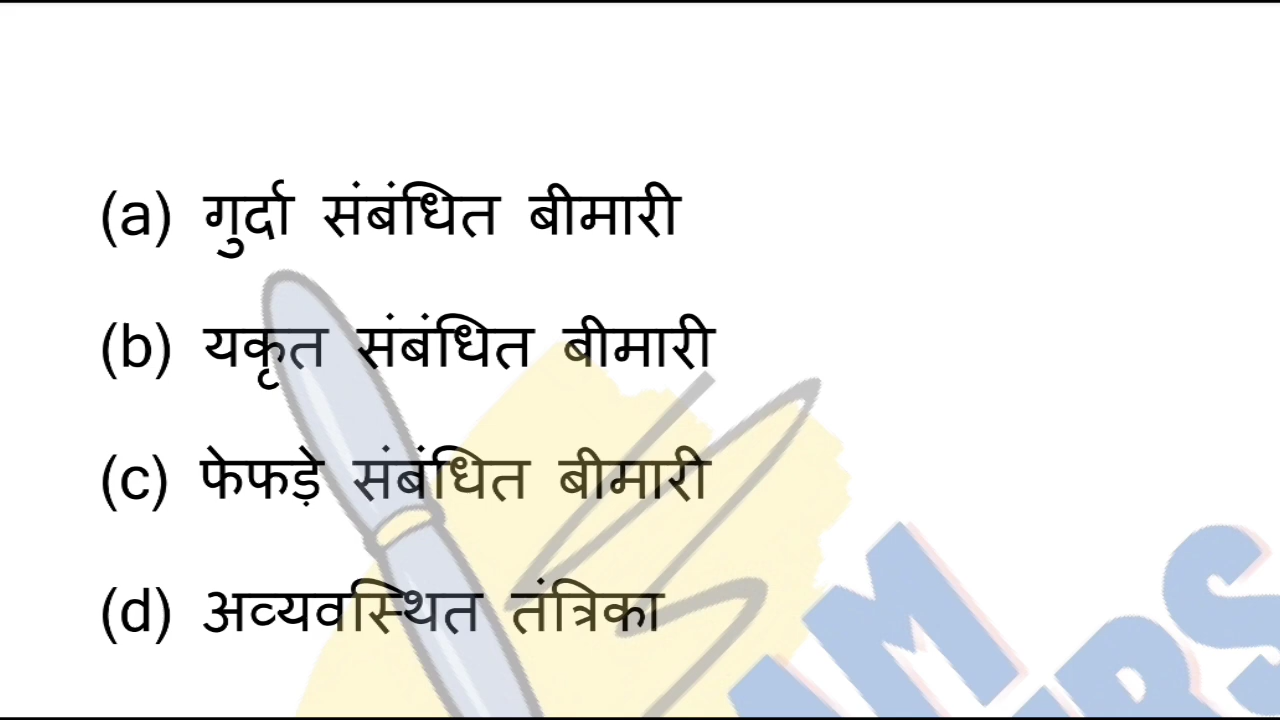 (a) गुर्दा संबंधित बीमारी
(b) यकृत संबंधित बीमारी
(c) फेफड़े संबंधित बीमारी
(d) अव्यवस्थित तंत्रिका